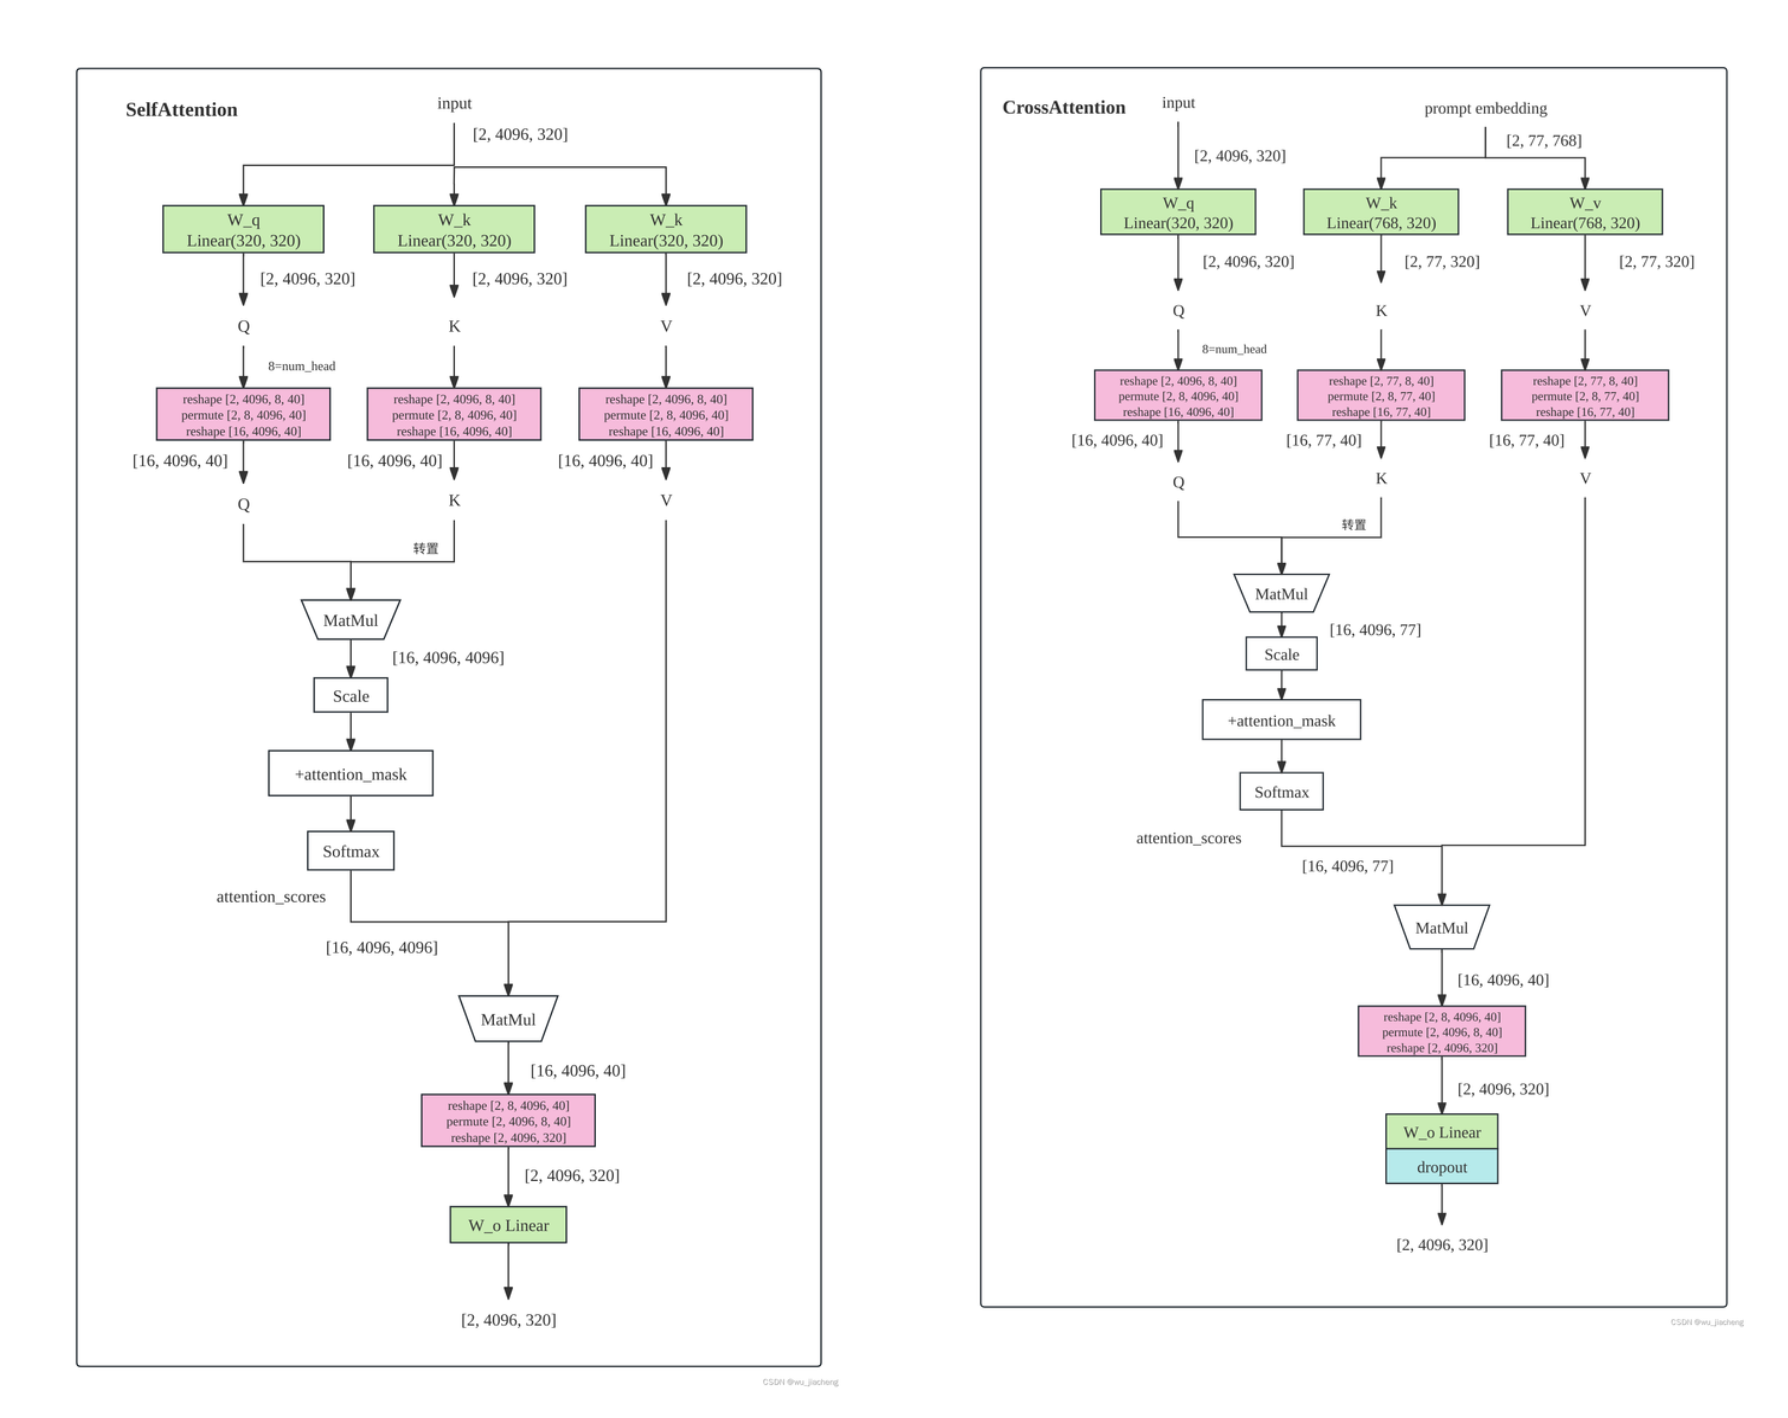 SelfAttention
input
[2, 4096, 320]
W_q
Linear(320, 320)
W_k
Linear(320, 320)
W_k
Linear(320, 320)
[2, 4096, 320]
[2, 4096, 320]
[2, 4096, 320]
Q
K
V
8=num_head
reshape [2, 4096, 8, 40]
permute [2, 8, 4096, 40]
reshape [16, 4096, 40]
reshape [2, 4096, 8, 40]
permute [2, 8, 4096, 40]
reshape [16, 4096, 40]
reshape [2, 4096, 8, 40]
permute [2, 8, 4096, 40]
reshape [16, 4096, 40]
[16, 4096, 40]
[16, 4096, 40]
[16, 4096, 40]
Q
K
V
转置
MatMul
[16, 4096, 4096]
Scale
+attention_mask
Softmax
attention_scores
[16, 4096, 4096]
MatMul
[16, 4096, 40]
reshape [2, 8, 4096, 40]
permute [2, 4096, 8, 40]
reshape [2, 4096, 320]
[2, 4096, 320]
W_o Linear
[2, 4096, 320]
CSDN @wu_jiacheng
CrossAttention
input
prompt embedding
[2, 4096, 320]
[2, 77, 768]
W_q
Linear(320, 320)
W_k
Linear(768, 320)
W_v
Linear(768, 320)
[2, 4096, 320]
[2, 77, 320]
[2, 77, 320]
Q
K
V
8=num_head
reshape [2, 4096, 8, 40]
permute [2, 8, 4096, 40]
reshape [16, 4096, 40]
reshape [2, 77, 8, 40]
permute [2, 8, 77, 40]
reshape [16, 77, 40]
reshape [2, 77, 8, 40]
permute [2, 8, 77, 40]
reshape [16, 77, 40]
[16, 4096, 40]
[16, 77, 40]
[16, 77, 40]
Q
K
V
转置
MatMul
[16, 4096, 77]
Scale
+attention_mask
Softmax
attention_scores
[16, 4096, 77]
MatMul
[16, 4096, 40]
reshape [2, 8, 4096, 40]
permute [2, 4096, 8, 40]
reshape [2, 4096, 320]
[2, 4096, 320]
W_o Linear
dropout
[2, 4096, 320]
CSDN @wu_jiacheng